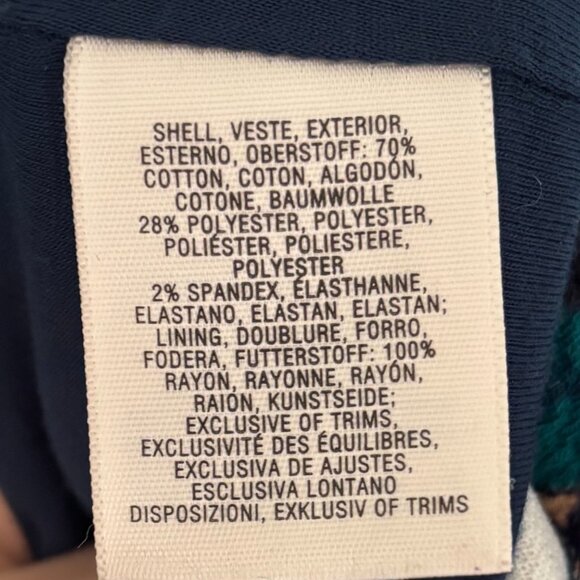 SHELL, VESTE, EXTERIOR,
ESTERNO, OBERSTOFF: 70%
COTTON, COTON, ALGODÓN,
COTONE, BAUMWOLLE
28% POLYESTER, POLYESTER,
POLIÉSTER, POLIESTERE,
POLYESTER
2% SPANDEX, ÉLASTHANNE,
ELASTANO, ELASTAN, ELASTAN;
LINING, DOUBLURE, FORRO,
FODERA, FUTTERSTOFF: 100%
RAYON, RAYONNE, RAYÓN,
RAION, KUNSTSEIDE;
EXCLUSIVE OF TRIMS,
EXCLUSIVITÉ DES ÉQUILIBRES,
EXCLUSIVA DE AJUSTES,
ESCLUSIVA LONTANO
DISPOSIZIONI, EXKLUSIV OF TRIMS